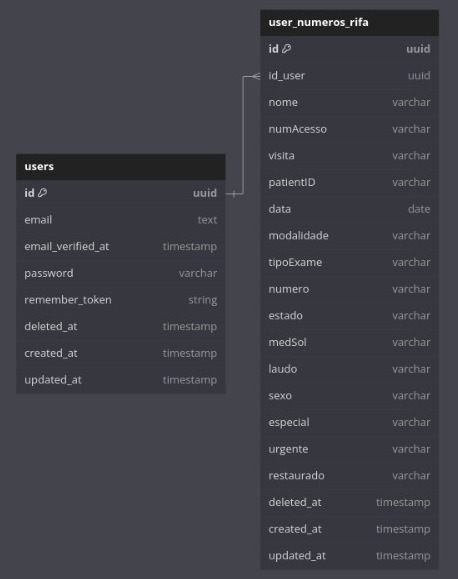 users
id uuid
email text
email_verified_at timestamp
password varchar
remember_token string
deleted_at timestamp
created_at timestamp
updated_at timestamp
user_numeros_rifa
id uuid
id_user uuid
nome varchar
numAcesso varchar
visita varchar
patientID varchar
data date
modalidade varchar
tipoExame varchar
numero varchar
estado varchar
medSol varchar
laudo varchar
sexo varchar
especial varchar
urgente varchar
restaurado varchar
deleted_at timestamp
created_at timestamp
updated_at timestamp